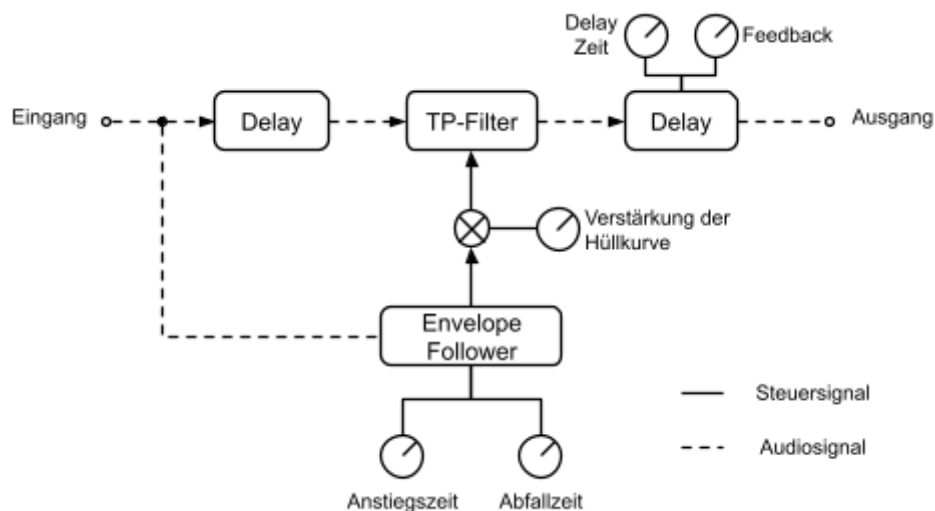 Delay
Zeit
Feedback
Eingang
Delay
TP-Filter
Delay
Ausgang
Verstärkung der
Hüllkurve
Envelope
Follower
Steuersignal
Audiosignal
Anstiegszeit
Abfallzeit